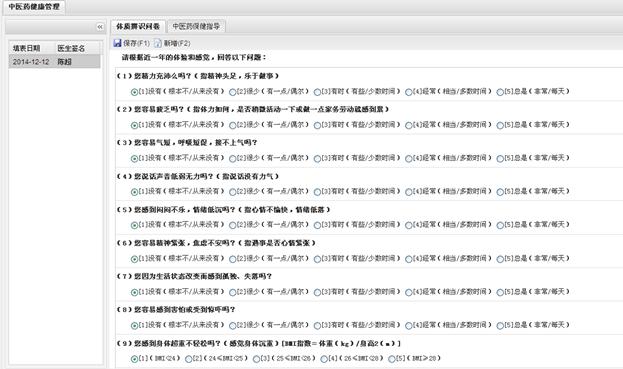 中医药健康管理
体质辨识问卷 中医药保健指导
填表日期 医生签名
2014-12-12 陈超
保存(F1) 新增(F2)
请根据近一年的体验和感觉，回答以下问题：
(1)您精力充沛么吗？(指精神头足，乐于做事)
[1]没有(根本不/从来没有) [2]很少(有一点/偶尔) [3]有时(有些/少数时间) [4]经常(相当/多数时间) [5]总是(非常/每天)
(2)您容易疲乏吗？(指体力如何，是否稍微活动一下或做一点家务劳动就感到累)
[1]没有(根本不/从来没有) [2]很少(有一点/偶尔) [3]有时(有些/少数时间) [4]经常(相当/多数时间) [5]总是(非常/每天)
(3)您容易气短，呼吸短促，接不上气吗？
[1]没有(根本不/从来没有) [2]很少(有一点/偶尔) [3]有时(有些/少数时间) [4]经常(相当/多数时间) [5]总是(非常/每天)
(4)您说话声音低弱无力吗？(指说话没有力气)
[1]没有(根本不/从来没有) [2]很少(有一点/偶尔) [3]有时(有些/少数时间) [4]经常(相当/多数时间) [5]总是(非常/每天)
(5)您感到闷闷不乐，情绪低沉吗？(指心情不愉快，情绪低落)
[1]没有(根本不/从来没有) [2]很少(有一点/偶尔) [3]有时(有些/少数时间) [4]经常(相当/多数时间) [5]总是(非常/每天)
(6)您容易精神紧张，焦虑不安吗？(指遇事是否心情紧张)
[1]没有(根本不/从来没有) [2]很少(有一点/偶尔) [3]有时(有些/少数时间) [4]经常(相当/多数时间) [5]总是(非常/每天)
(7)您因为生活状态改变而感到孤独、失落吗？
[1]没有(根本不/从来没有) [2]很少(有一点/偶尔) [3]有时(有些/少数时间) [4]经常(相当/多数时间) [5]总是(非常/每天)
(8)您容易感到害怕或受到惊吓吗？
[1]没有(根本不/从来没有) [2]很少(有一点/偶尔) [3]有时(有些/少数时间) [4]经常(相当/多数时间) [5]总是(非常/每天)
(9)您感到身体超重不轻松吗？(感觉身体沉重)[BMI指数＝体重(kg)/身高2(m)]
[1](BMI<24) [2](24≤BMI<25) [3](25≤BMI<26) [4](26≤BMI<28) [5](BMI≥28)